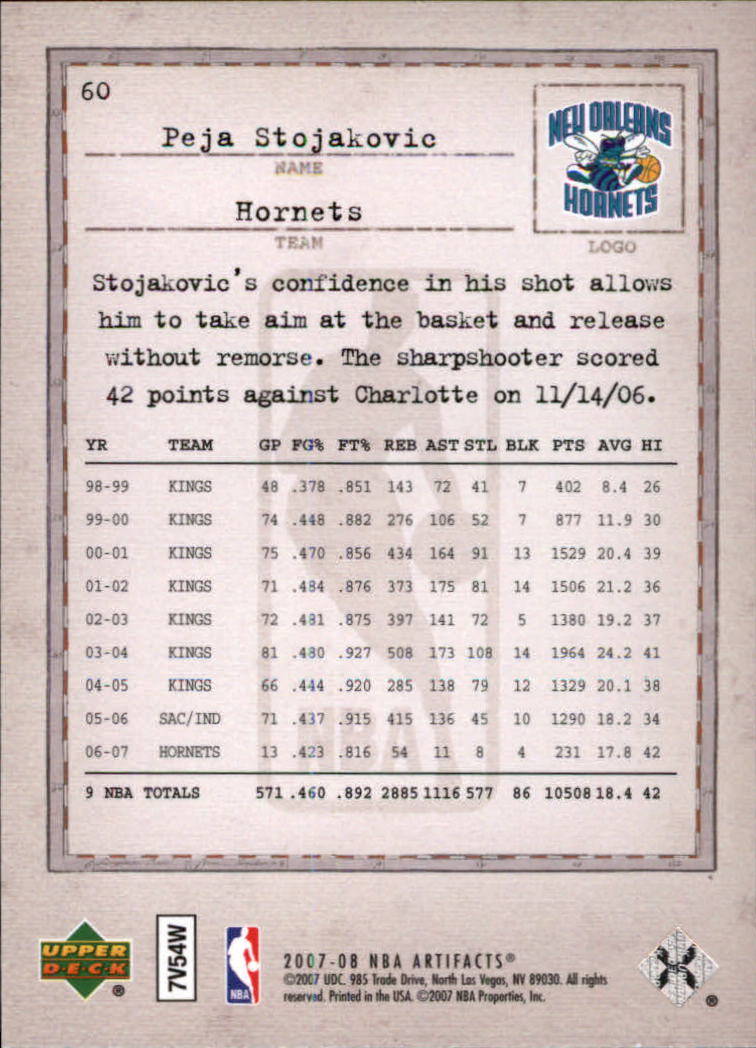 60
NEW ORLEANS
HORNETS
Peja Stojakovic
NAME
Hornets
TEAM
LOGO
Stojakovic's confidence in his shot allows
him to take aim at the basket and release
without remorse. The sharpshooter scored
42 points against Charlotte on 11/14/06.
YR TEAM GP FG% FT% REB AST STL BLK PTS AVG HI
98-99 KINGS 48 .378 .851 143 72 41 7 402 8.4 26
99-00 KINGS 74 .448 .882 276 106 52 7 877 11.9 30
00-01 KINGS 75 .470 .856 434 164 91 13 1529 20.4 39
01-02 KINGS 71 .484 .876 373 175 81 14 1506 21.2 36
02-03 KINGS 72 .481 .875 397 141 72 5 1380 19.2 37
03-04 KINGS 81 .480 .927 508 173 108 14 1964 24.2 41
04-05 KINGS 66 .444 .920 285 138 79 12 1329 20.1 38
05-06 SAC/IND 71 .437 .915 415 136 45 10 1290 18.2 34
06-07 HORNETS 13 .423 .816 54 11 8 4 231 17.8 42
9 NBA TOTALS 571 .460 .892 2885 1116 577 86 10508 18.4 42
NBA
UPPER
DECK®
7V54W
NBA
2007-08 NBA ARTIFACTS®
©2007 UDC. 985 Trade Drive, North Las Vegas, NV 89030. All rights
reserved. Printed in the USA. ©2007 NBA Properties, Inc.
®